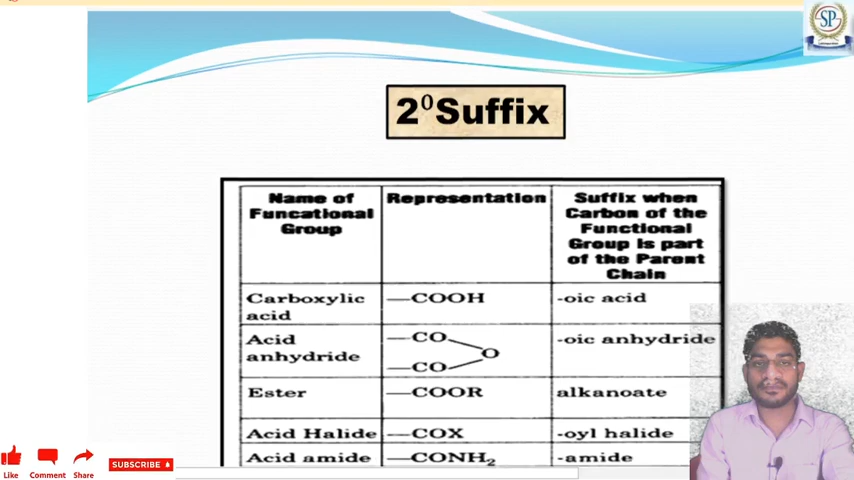 SP
2⁰Suffix
Name of Funcational Group | Representation | Suffix when Carbon of the Functional Group is part of the Parent Chain
Carboxylic acid | —COOH | -oic acid
Acid anhydride | —CO —CO O | -oic anhydride
Ester | —COOR | alkanoate
Acid Halide | —COX | -oyl halide
Acid amide | —CONH₂ | -amide
Like Comment Share SUBSCRIBE